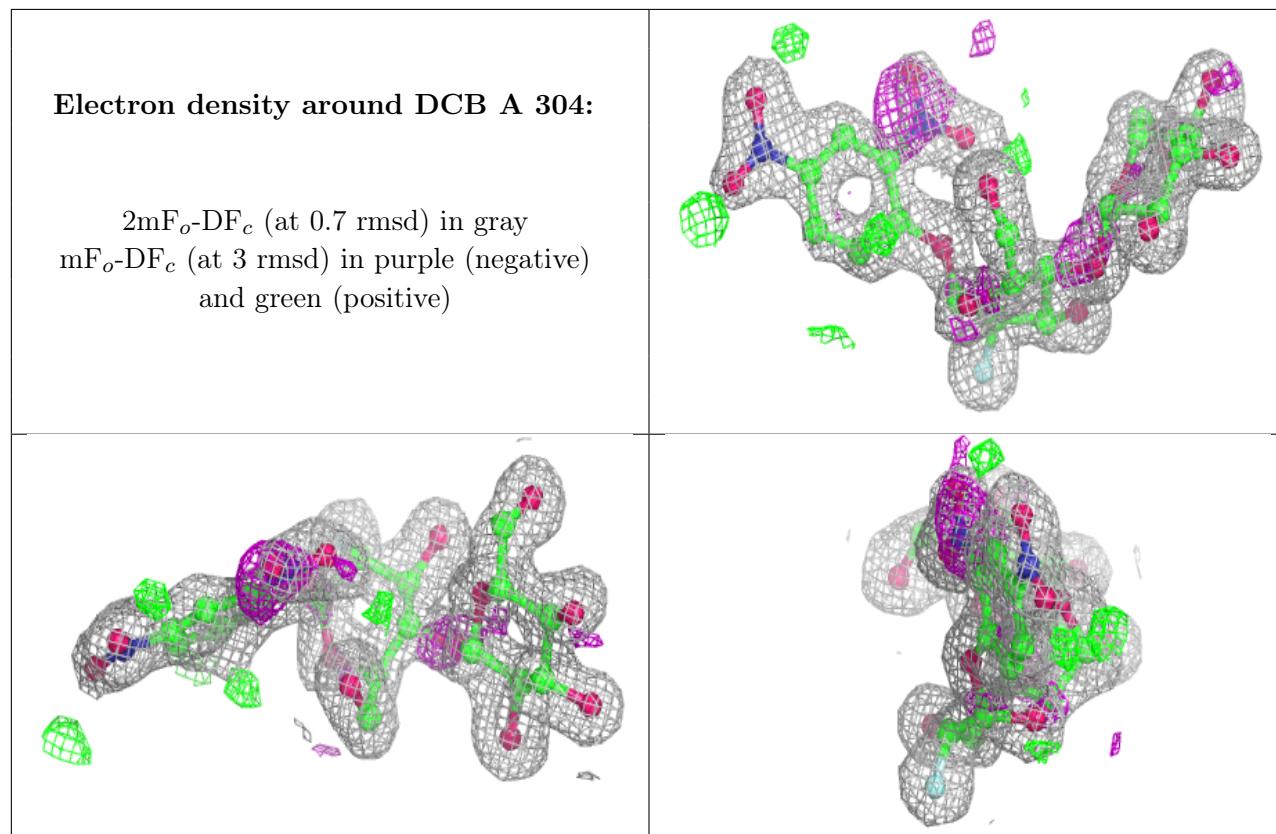 Electron density around DCB A 304:
2mFo-DFc (at 0.7 rmsd) in gray
mFo-DFc (at 3 rmsd) in purple (negative)
and green (positive)